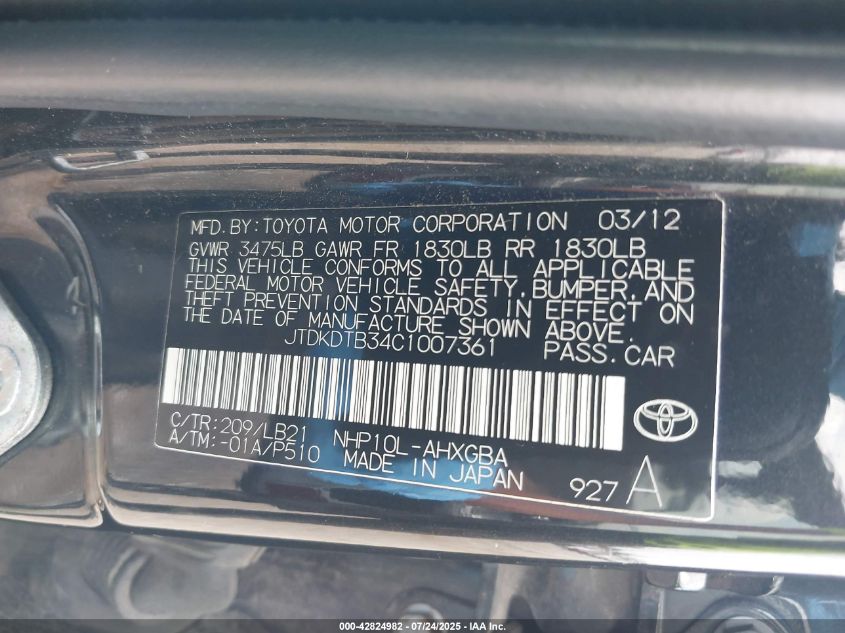 MFD.BY:TOYOTA MOTOR CORPORATION 03/12
GVWR 3475LB GAWR FR 1830LB RR 1830LB
THIS VEHICLE CONFORMS TO ALL APPLICABLE
FEDERAL MOTOR VEHICLE SAFETY, BUMPER, AND
THEFT PREVENTION STANDARDS IN EFFECT ON
THE DATE OF MANUFACTURE SHOWN ABOVE.
JTDKDTB34C1007361 PASS.CAR
C/TR:209/LB21 NHP10L-AHXGBA
A/TM:-01A/P510 MADE IN JAPAN
927 A
000-42824982 - 07/24/2025 - Copyright © IAA, Inc.